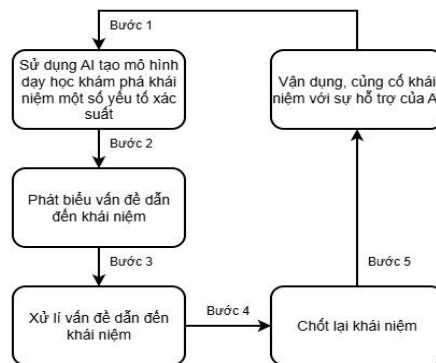 Bước 1
Sử dụng AI tạo mô hình
dạy học khám phá khái
niệm một số yếu tố xác
suất
Vận dụng, củng cố khái
niệm với sự hỗ trợ của A
Bước 2
Phát biểu vấn đề dẫn
đến khái niệm
Bước 3
Bước 5
Xử lí vấn đề dẫn đến
khái niệm
Bước 4
Chốt lại khái niệm